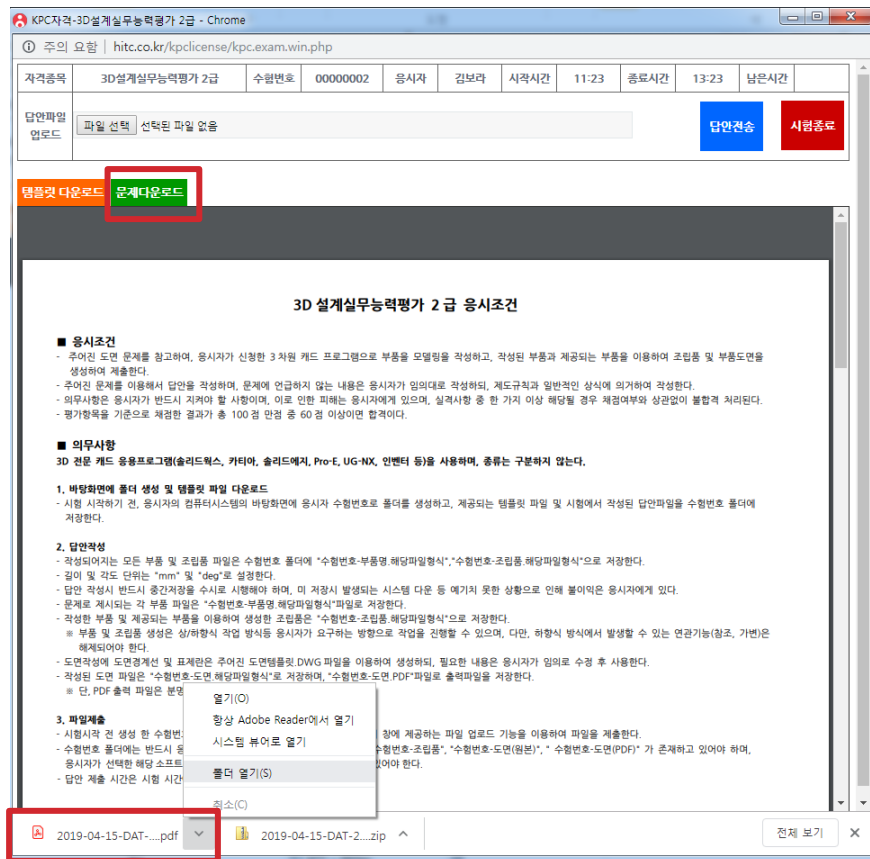 KPC자격-3D설계실무능력평가 2급 - Chrome
주의 요함 | hitc.co.kr/kpclicense/kpc.exam.win.php
자격종목 3D설계실무능력평가 2급 수험번호 00000002 응시자 김보라 시작시간 11:23 종료시간 13:23 남은시간
답안파일
업로드
파일 선택 선택된 파일 없음
답안전송 시험종료
템플릿 다운로드 문제다운로드
3D 설계실무능력평가 2 급 응시조건
■ 응시조건
- 주어진 도면 문제를 참고하여, 응시자가 신청한 3 차원 캐드 프로그램으로 부품을 모델링을 작성하고, 작성된 부품과 제공되는 부품을 이용하여 조립품 및 부품도면을
생성하여 제출한다.
- 주어진 문제를 이용해서 답안을 작성하며, 문제에 언급하지 않는 내용은 응시자가 임의대로 작성하되, 제도규칙과 일반적인 상식에 의거하여 작성한다.
- 의무사항은 응시자가 반드시 지켜야 할 사항이며, 이로 인한 피해는 응시자에게 있으며, 실격사항 중 한 가지 이상 해당될 경우 채점여부와 상관없이 불합격 처리된다.
- 평가항목을 기준으로 채점한 결과가 총 100 점 만점 중 60 점 이상이면 합격이다.
■ 의무사항
3D 전문 캐드 응용프로그램(솔리드웍스, 카티아, 솔리드에지, Pro-E, UG-NX, 인벤터 등)을 사용하며, 종류는 구분하지 않는다.
1. 바탕화면에 폴더 생성 및 템플릿 파일 다운로드
- 시험 시작하기 전, 응시자의 컴퓨터시스템의 바탕화면에 응시자 수험번호로 폴더를 생성하고, 제공되는 템플릿 파일 및 시험에서 작성된 답안파일을 수험번호 폴더에
저장한다.
2. 답안작성
- 작성되어지는 모든 부품 및 조립품 파일은 수험번호 폴더에 "수험번호-부품명.해당파일형식","수험번호-조립품.해당파일형식"으로 저장한다.
- 길이 및 각도 단위는 "mm" 및 "deg"로 설정한다.
- 답안 작성시 반드시 중간저장을 수시로 시행해야 하며, 미 저장시 발생되는 시스템 다운 등 예기치 못한 상황으로 인해 불이익은 응시자에게 있다.
- 문제로 제시되는 각 부품 파일은 "수험번호-부품명.해당파일형식"파일로 저장한다.
- 작성한 부품 및 제공되는 부품을 이용하여 생성한 조립품은 "수험번호-조립품.해당파일형식"으로 저장한다.
※ 부품 및 조립품 생성은 상/하향식 작업 방식등 응시자가 요구하는 방향으로 작업을 진행할 수 있으며, 다만, 하향식 방식에서 발생할 수 있는 연관기능(참조, 가변)은
해제되어야 한다.
- 도면작성에 도면경계선 및 표제란은 주어진 도면템플릿.DWG 파일을 이용하여 생성하되, 필요한 내용은 응시자가 임의로 수정 후 사용한다.
- 작성된 도면 파일은 "수험번호-도면.해당파일형식"로 저장하며, "수험번호-도면.PDF"파일로 출력파일을 저장한다.
※ 단, PDF 출력 파일은 분명
열기(O)
항상 Adobe Reader에서 열기
시스템 뷰어로 열기
폴더 열기(S)
취소(C)
3. 파일제출
- 시험시작 전 생성 한 수험번 창에 제공하는 파일 업로드 기능을 이용하여 파일을 제출한다.
- 수험번호 폴더에는 반드시 응 수험번호-조립품", "수험번호-도면(원본)", " 수험번호-도면(PDF)" 가 존재하고 있어야 하며,
응시자가 선택한 해당 소프트 있어야 한다.
- 답안 제출 시간은 시험 시간
2019-04-15-DAT-....pdf 2019-04-15-DAT-2....zip 전체 보기